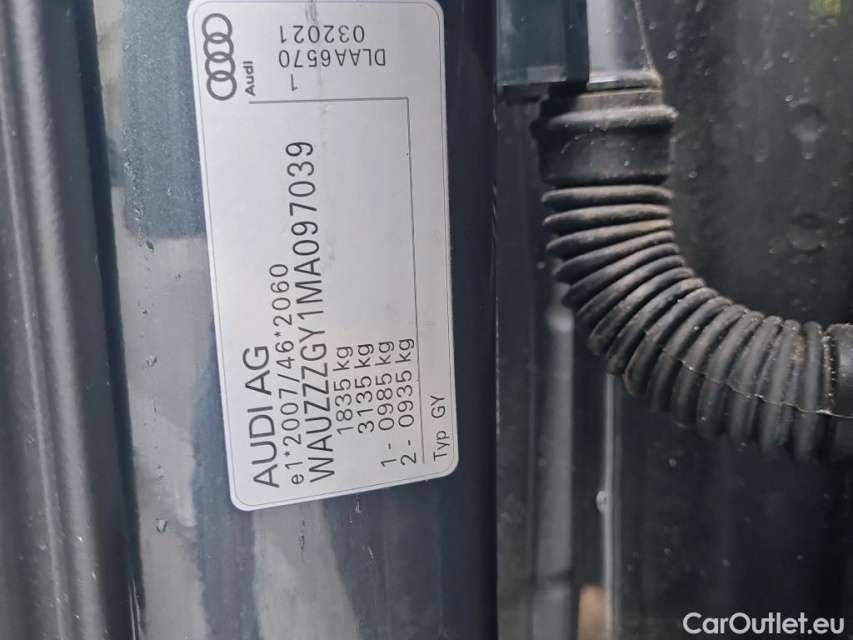 Audi
DLAA6570
032021
1
AUDI AG
e1*2007/46*2060
WAUZZZGY1MA097039
1835 kg
3135 kg
1- 0985 kg
2- 0935 kg
Typ GY
CarOutlet.eu